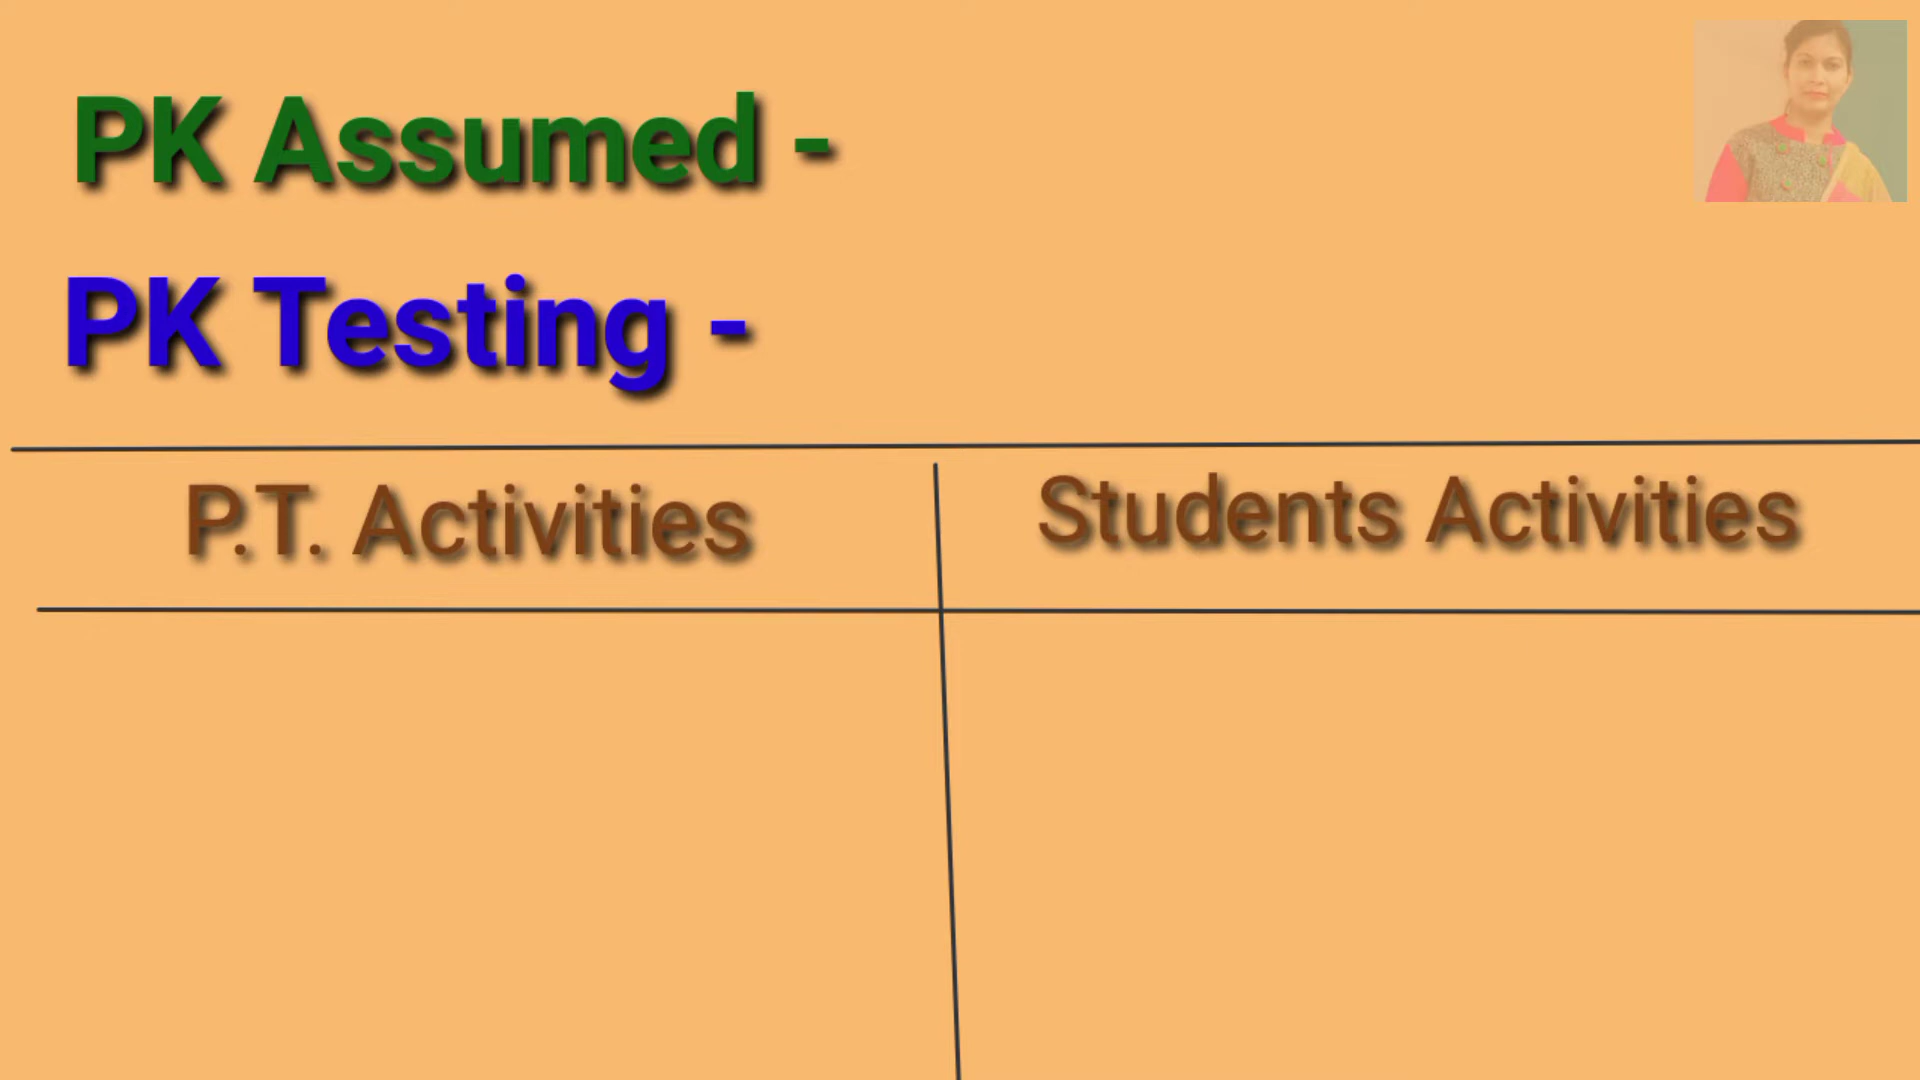 PK Assumed -
PK Testing -
P.T. Activities
Students Activities